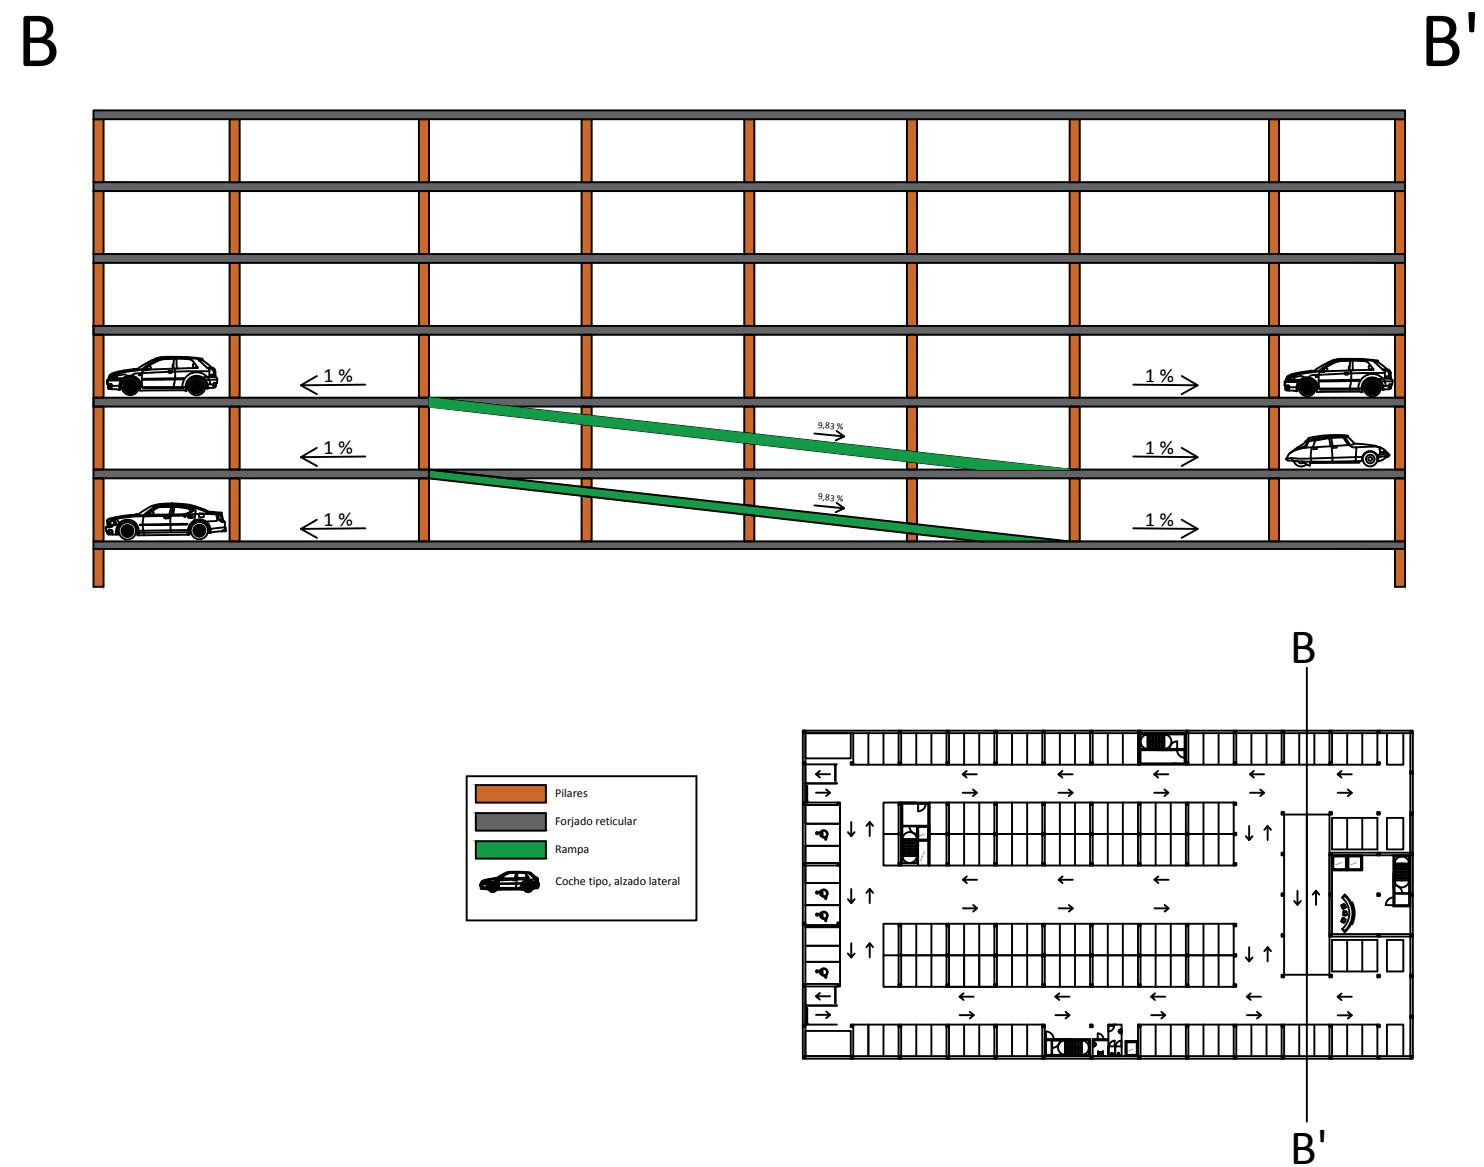 B B'
1 % 1 %
9,83 %
1 % 1 %
9,83 %
1 % 1 %
B
Pilares
Forjado reticular
Rampa
Coche tipo, alzado lateral
B'